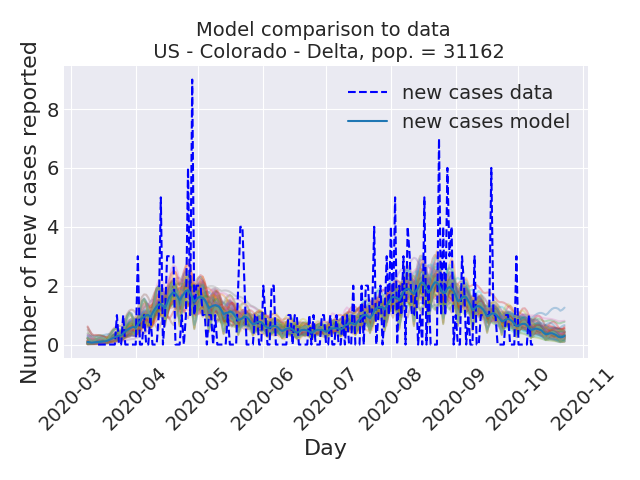 Model comparison to data
US - Colorado - Delta, pop. = 31162
Number of new cases reported
8
6
4
2
0
new cases data
new cases model
2020-03
2020-04
2020-05
2020-06
2020-07
2020-08
2020-09
2020-10
2020-11
Day